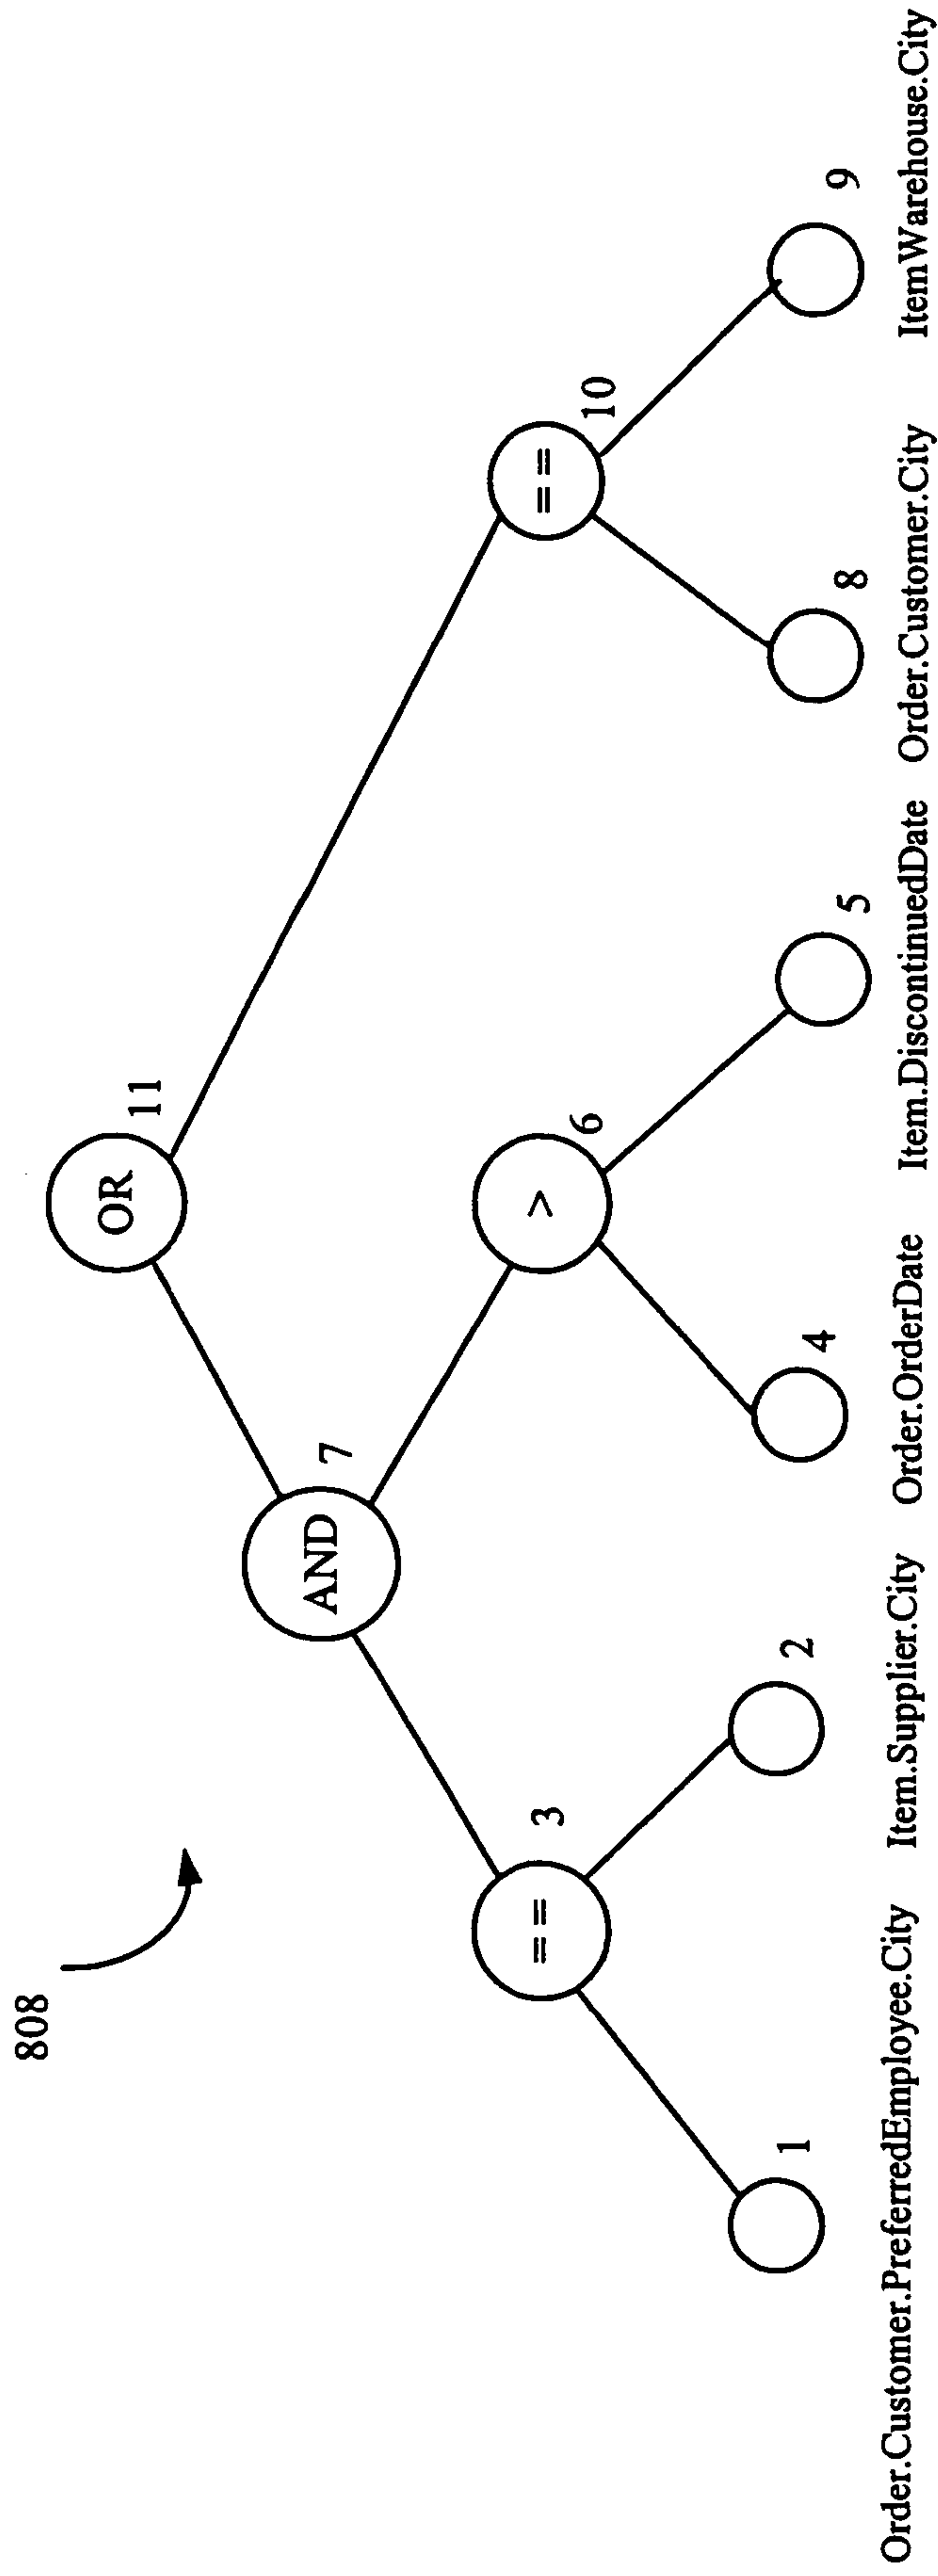 808
OR
11
AND
7
==
3
>
6
==
10
1
2
4
5
8
9
Order.Customer.PreferredEmployee.City
Item.Supplier.City
Order.OrderDate
Item.DiscontinuedDate
Order.Customer.City
ItemWarehouse.City